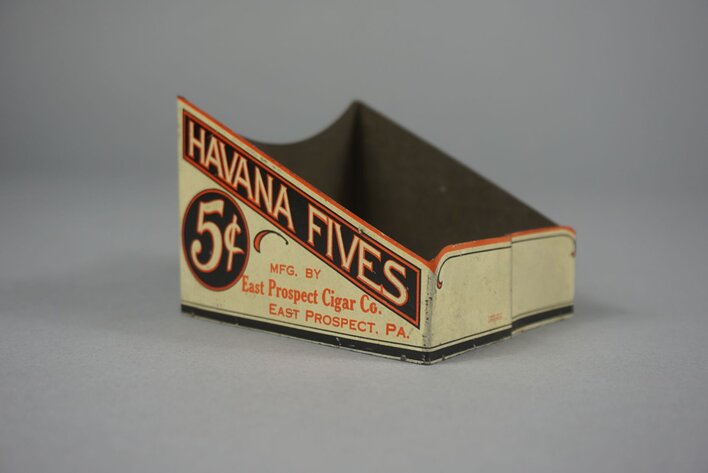 HAVANA FIVES
5¢
MFG. BY
East Prospect Cigar Co.
EAST PROSPECT, PA.